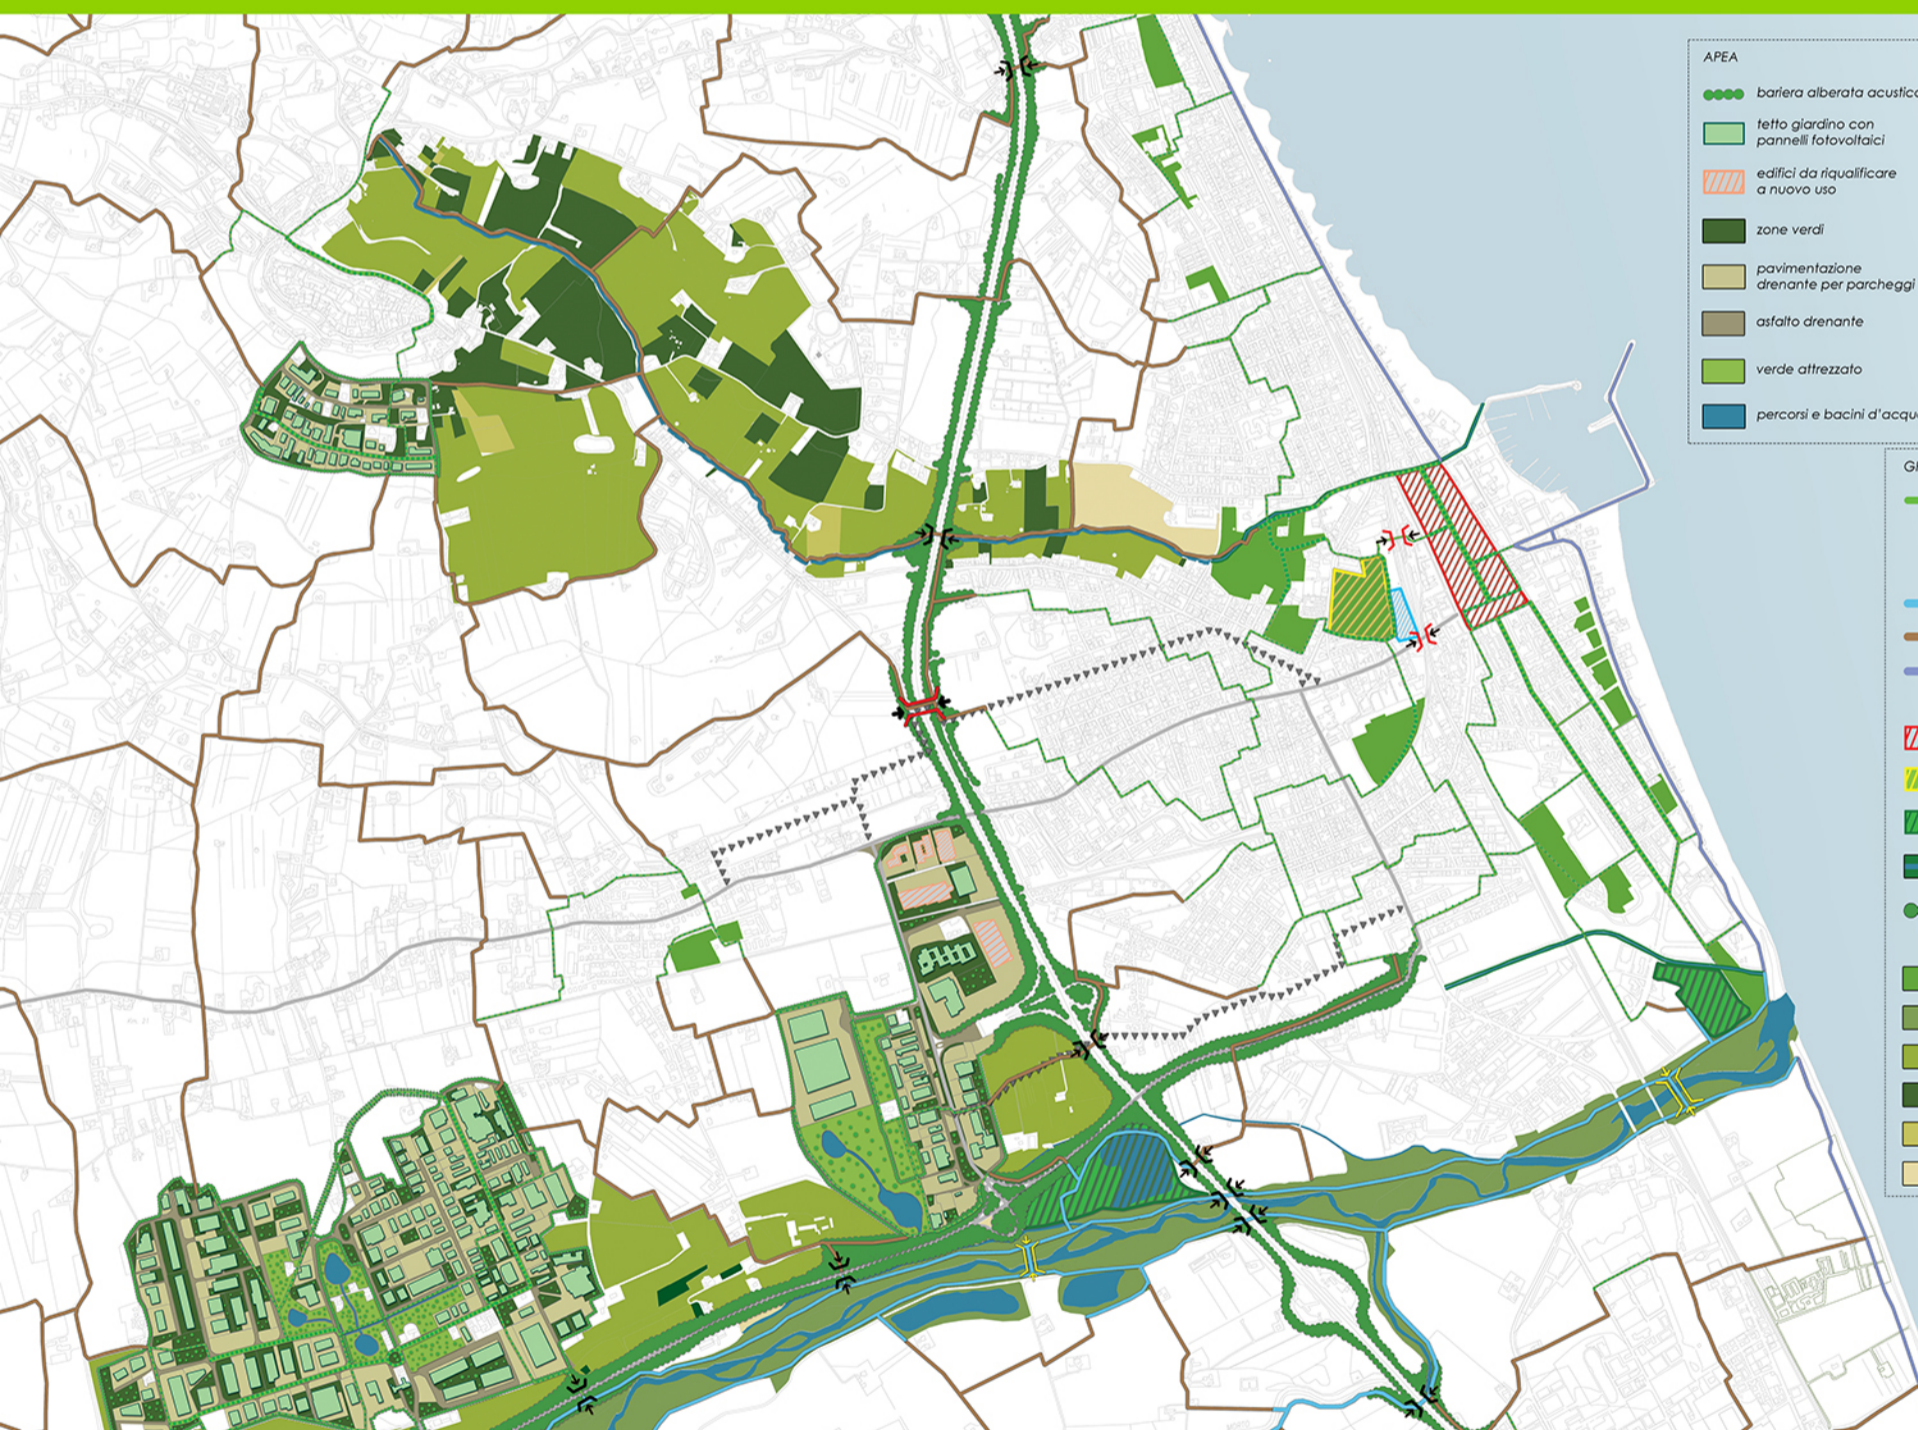 APEA
bariera alberata acustica
tetto giardino con
pannelli fotovoltaici
edifici da riqualificare
a nuovo uso
zone verdi
pavimentazione
drenante per parcheggi
asfalto drenante
verde attrezzato
percorsi e bacini d'acqu